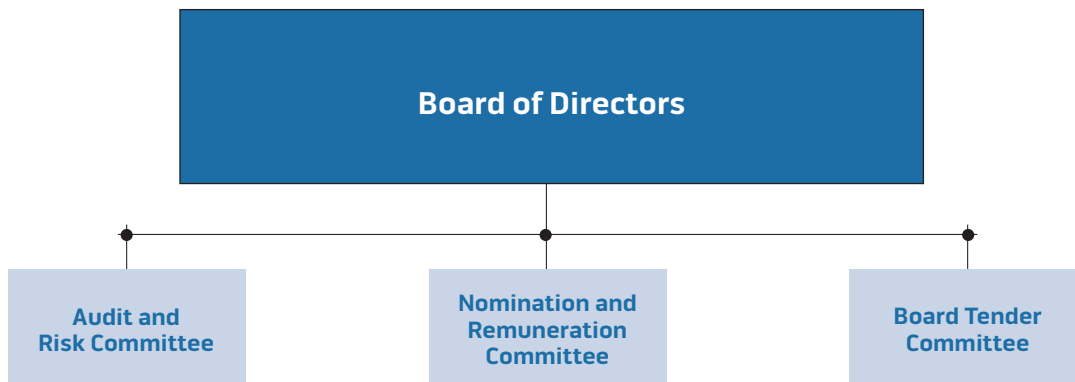 Board of Directors
Audit and
Risk Committee
Nomination and
Remuneration
Committee
Board Tender
Committee